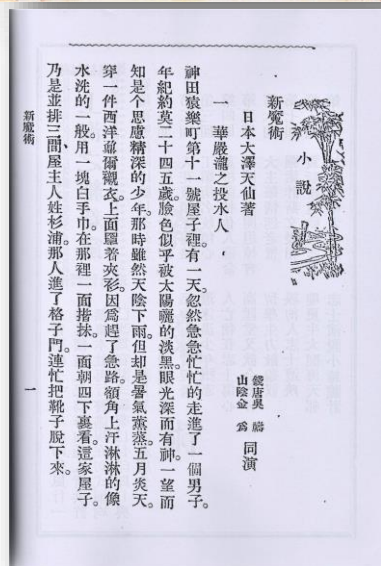 小說
新魔術
日本大澤天仙著
錢唐吳檮
山陰金為
同演
一　華嚴瀧之投水人
神田猿樂町第十一號屋子裡。有一天。忽然急急忙忙的走進了一個男子。
年紀約莫二十四五歲。臉色似乎被太陽曬的淡黑。眼光深而有神。一望而
知是个思慮精深的少年。那時雖然天陰下雨。但却是暑氣薰蒸。五月炎天。
穿一件西洋蓴爾襯衣。上面罩着夾衫。因爲趕了急路。額角上汗淋淋的像
水洗的一般。用一塊白手巾。在那裡一面揩抹。一面朝四下裏看。這家屋子。
乃是並排三間、屋主人姓杉浦。那人進了格子門。連忙把靴子脫下來。
新魔術
一